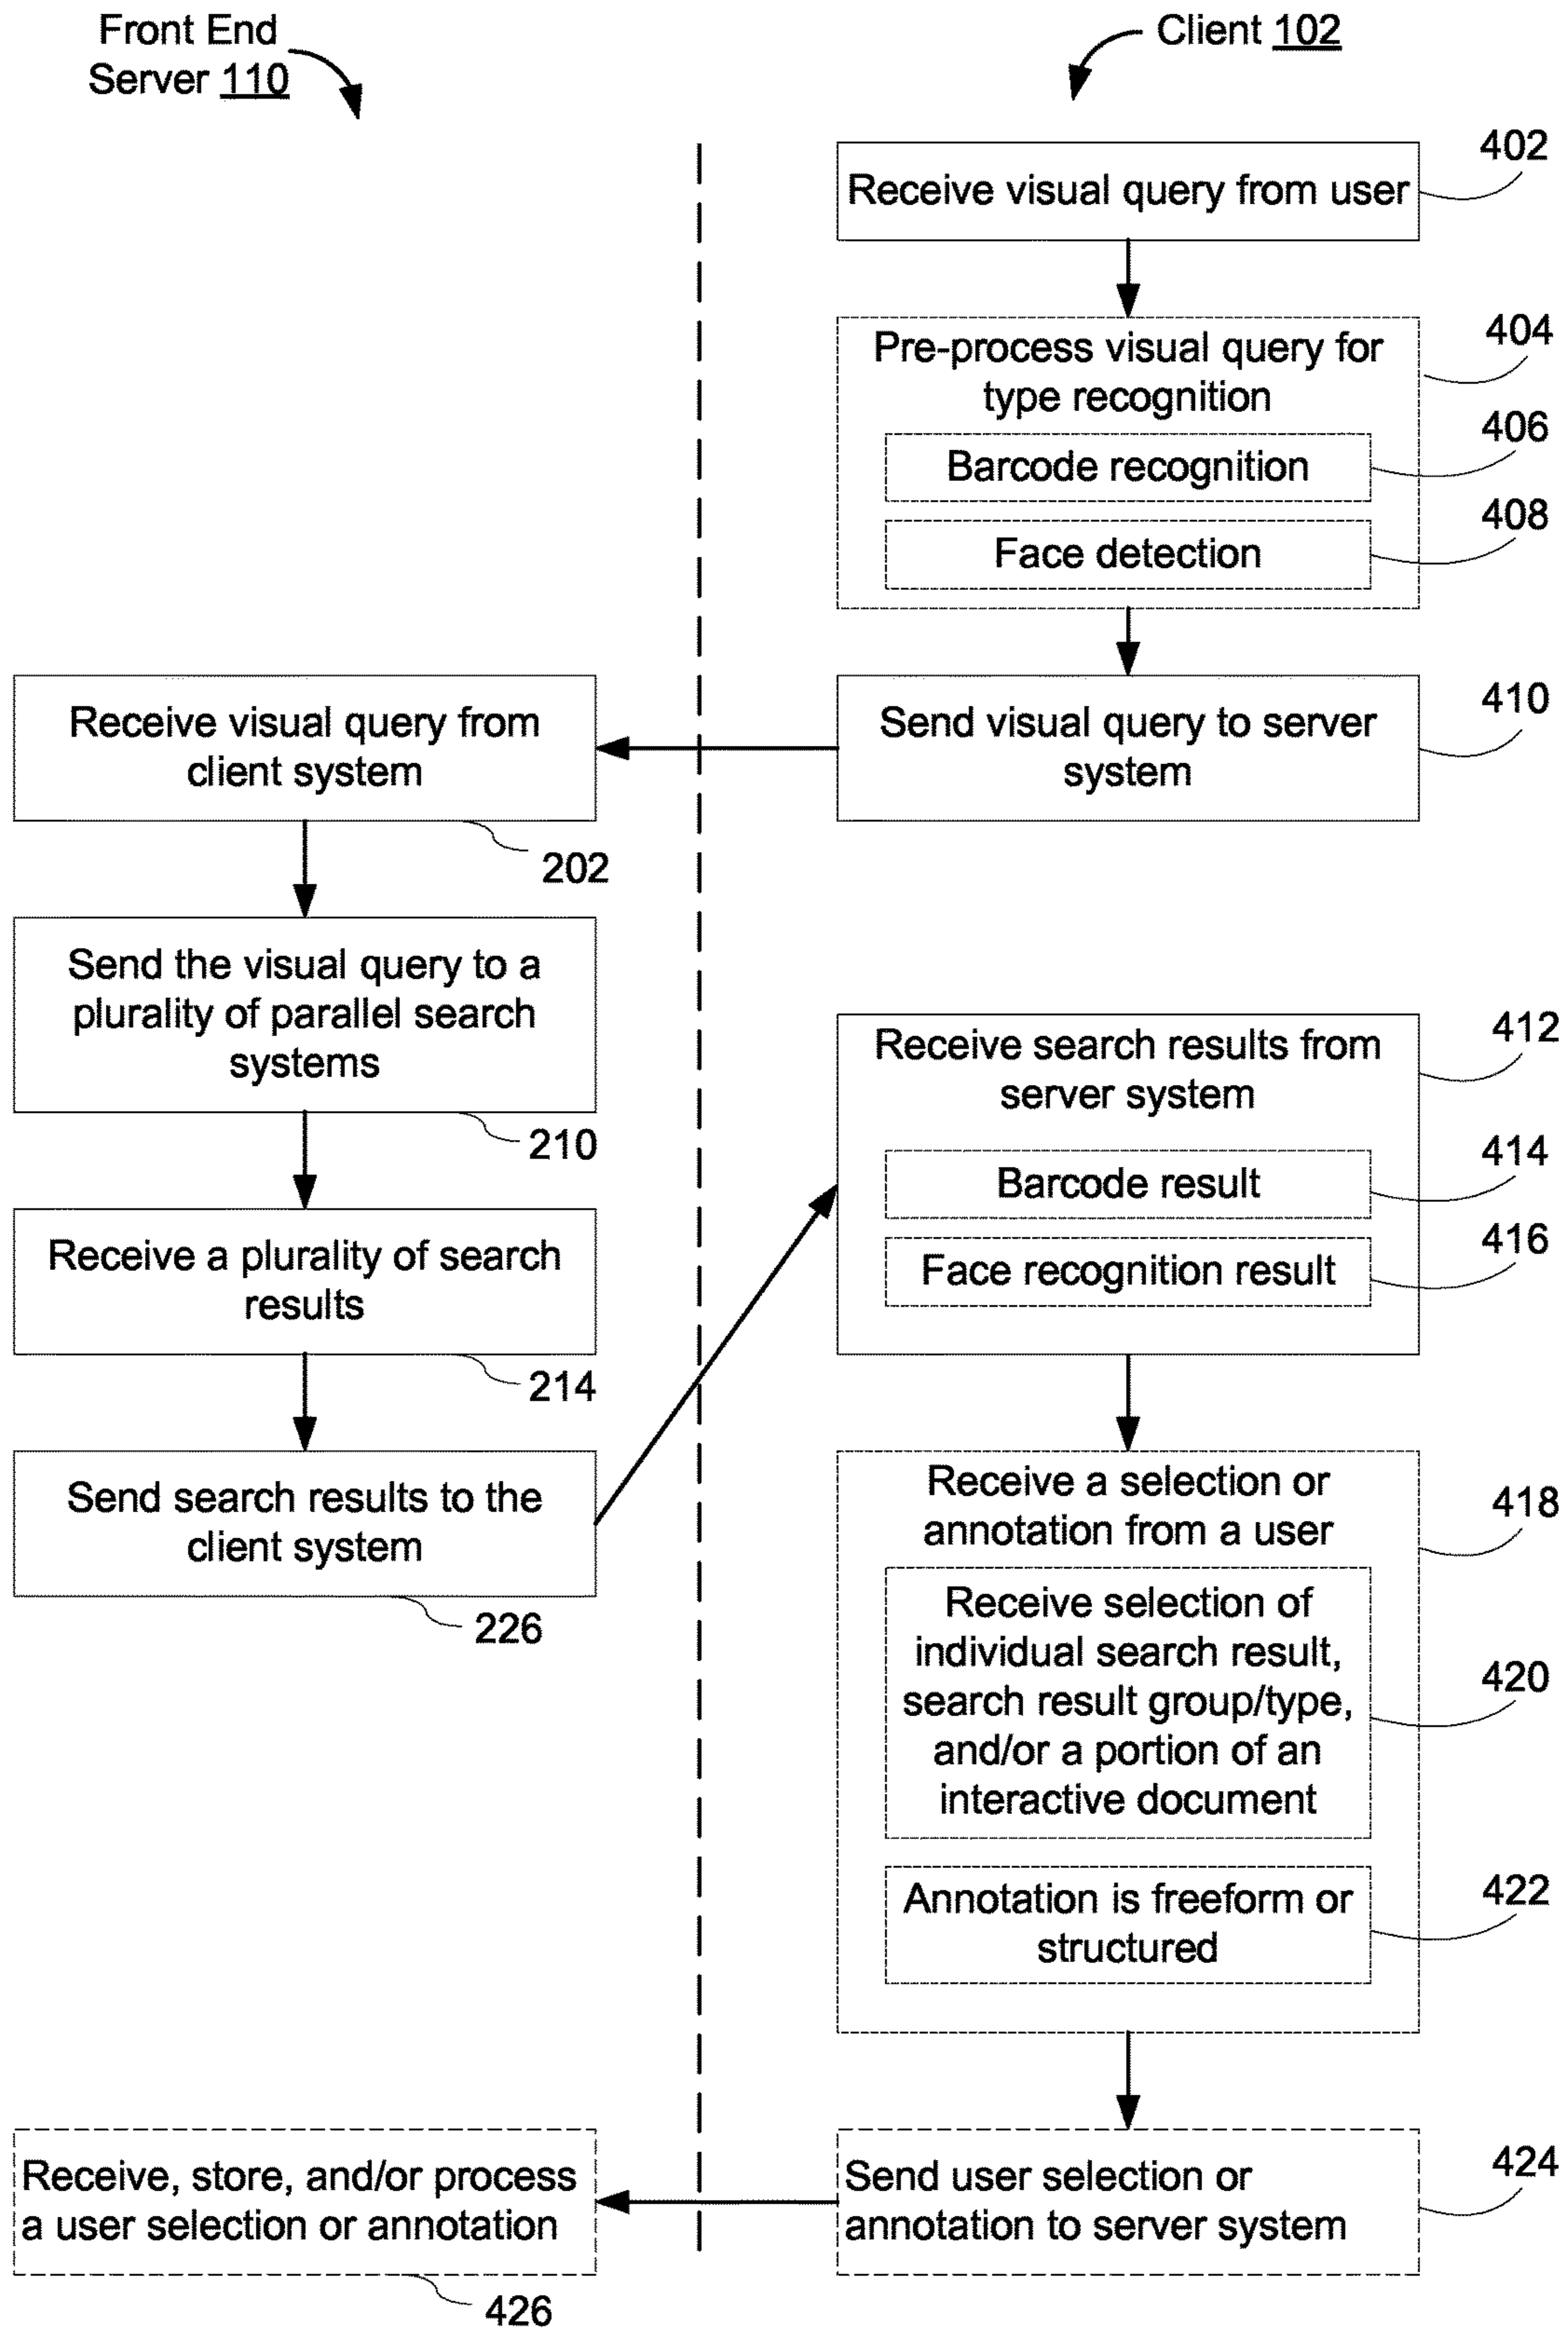 Front End
Server 110
Client 102
Receive visual query from user
402
Pre-process visual query for
type recognition
404
Barcode recognition
406
Face detection
408
Send visual query to server
system
410
Receive visual query from
client system
202
Send the visual query to a
plurality of parallel search
systems
210
Receive a plurality of search
results
214
Send search results to the
client system
226
Receive search results from
server system
412
Barcode result
414
Face recognition result
416
Receive a selection or
annotation from a user
418
Receive selection of
individual search result,
search result group/type,
and/or a portion of an
interactive document
420
Annotation is freeform or
structured
422
Send user selection or
annotation to server system
424
Receive, store, and/or process
a user selection or annotation
426